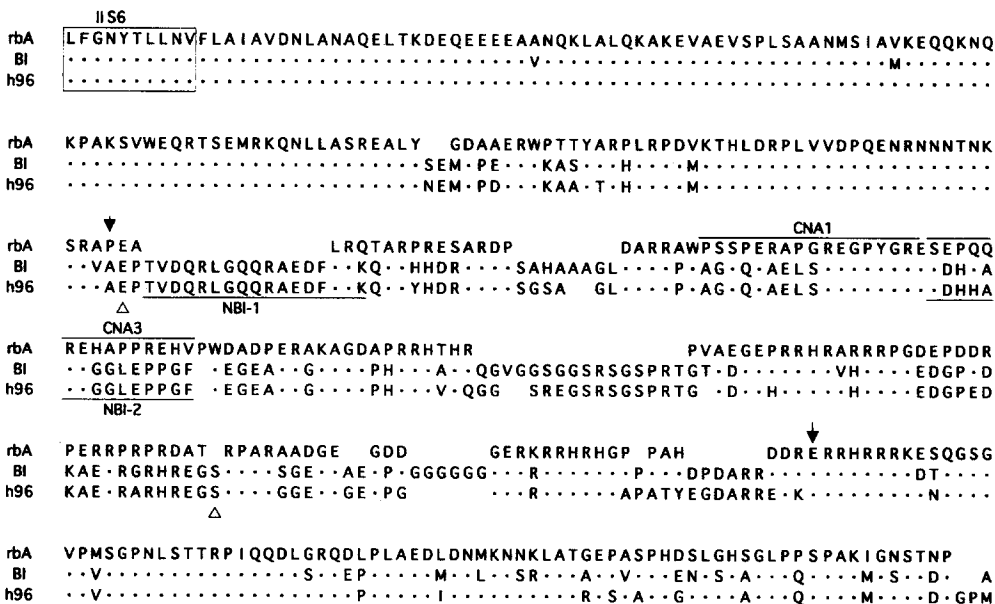 IIS6
rbA LFGNYTLLNVFLAIAVDNLANAQELTKDEQEEEEAANQKLALQKAKEVAEVSPLSAANMSIAVKEQQKNQ
BI ····································V··························M·······
h96 ·······································································
rbA KPAKSVWEQRTSEMRKQNLLASREALY GDAAERWPTTYARPLRPDVKTHLDRPLVVDPQENRNNNTNK
BI ···························SEM·PE···KAS··H····M·······················
h96 ···························NEM·PD···KAA·T·H····M·······················
CNA1
rbA SRAPEA LRQTARPRESARDP DARRAWPSSPERAPGREGPYGRESEPQQ
BI ··VAEPTVDQRLGQQRAEDF··KQ··HHDR····SAHAAAGL····P·AG·Q·AELS·······DH·A
h96 ··AEPTVDQRLGQQRAEDF··KQ··YHDR····SGSA GL····P·AG·Q·AELS·······DHHA
NBI-1
CNA3
rbA REHAPPREHVPWDADPERAKAGDAPRRHTHR PVAEGEPRRHRARRRPGDEPDDR
BI ··GGLEPPGF·EGEA··G····PH···A··QGVGGSGGSRSGSPRTGT·D······VH····EDGP·D
h96 ··GGLEPPGF·EGEA··G····PH···V·QGG SREGSRSGSPRTG·D··H····H····EDGPED
NBI-2
rbA PERRPRPRDAT RPARAADGE GDD GERKRRHRHGP PAH DDRERRHRRRKESQGSG
BI KAE·RGRHREGS····SGE··AE·P·GGGGGG···R·······P···DPDARR···········DT····
h96 KAE·RARHREGS····GGE··GE·PG ···R·······APATYEGDARRE·K········N·····
rbA VPMSGPNLSTTRPIQQDLGRQDLPLAEDLDNMKNNKLATGEPASPHDSLGHSGLPPSPAKIGNSTNP
BI ··V···············G··EP·····M··L··SR···A··V···EN·S·A···Q····M·S··D· A
h96 ··V···················P·····I··········R·S·A··G·····A···Q····M····D·GPM